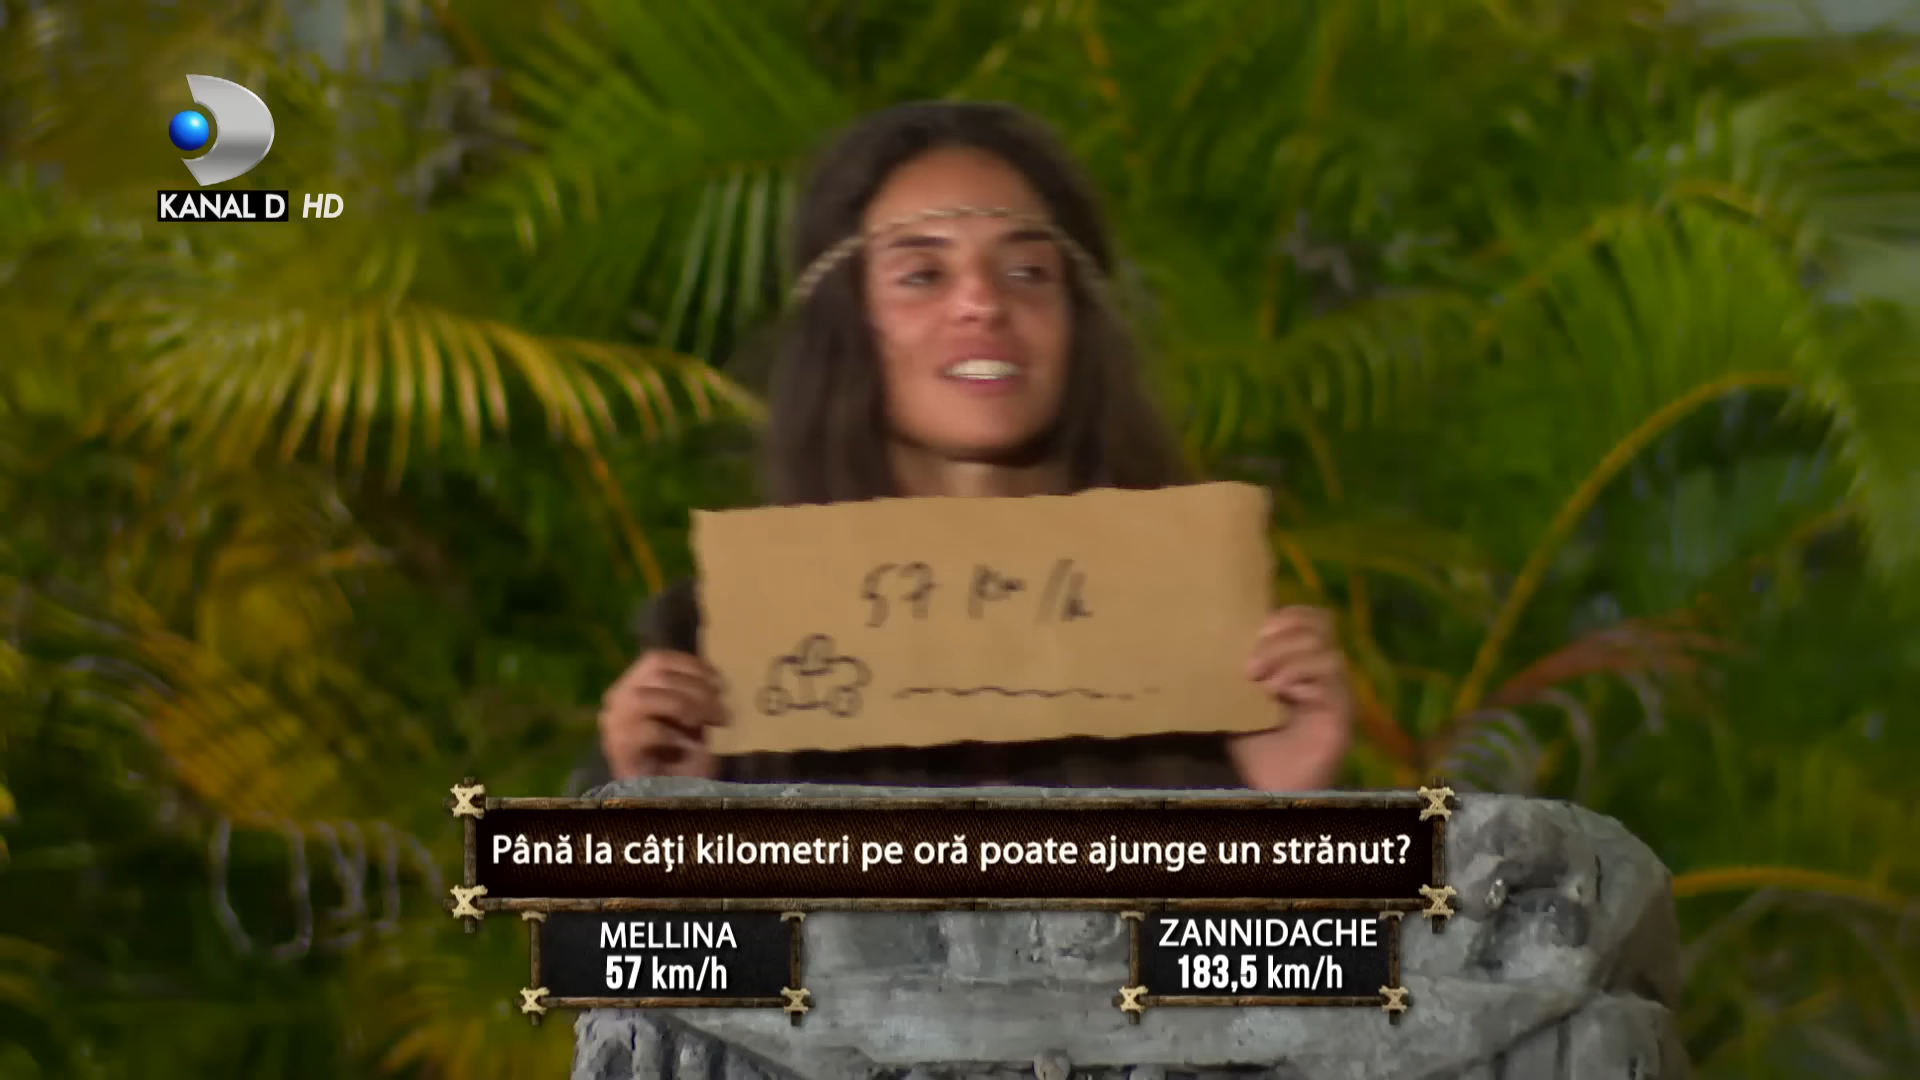 KANAL D HD
57 km/h
Până la câți kilometri pe oră poate ajunge un strănut?
MELLINA
57 km/h
ZANNIDACHE
183,5 km/h